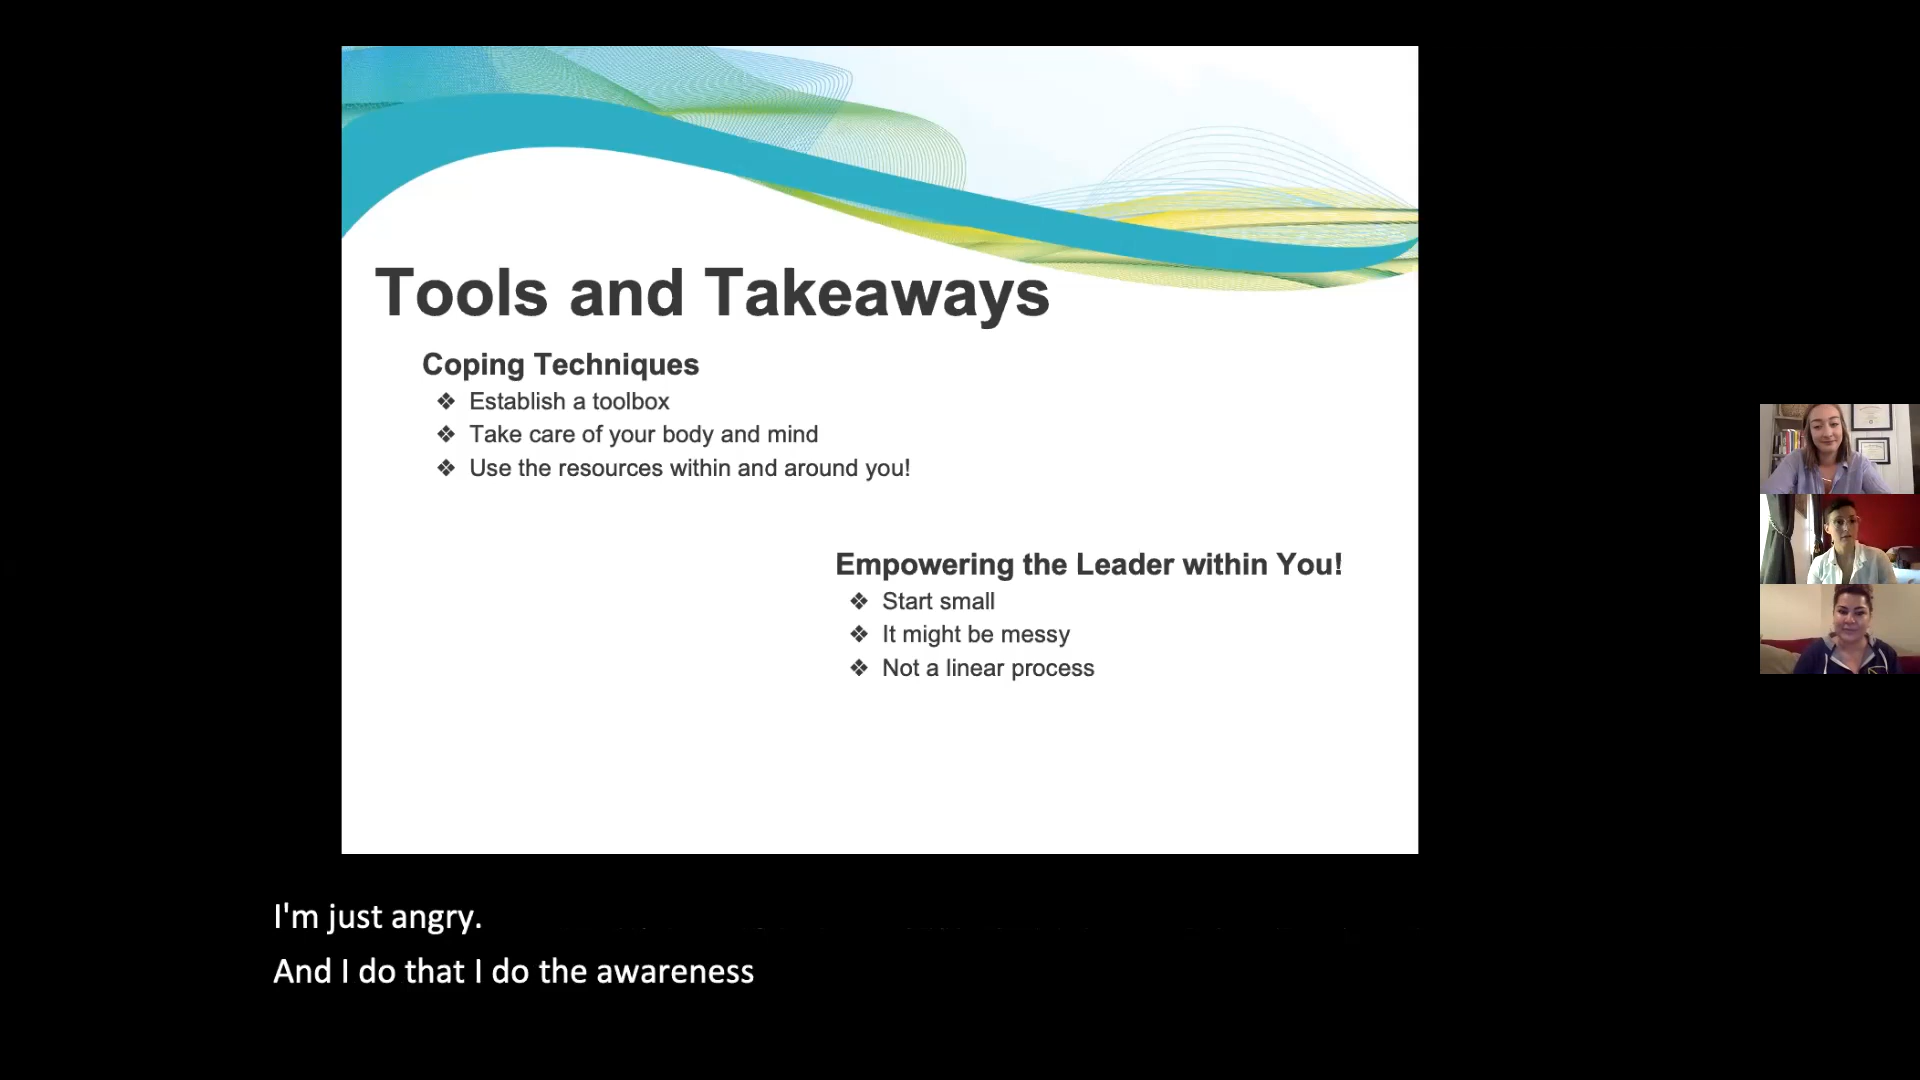 Tools and Takeaways
Coping Techniques
❖ Establish a toolbox
❖ Take care of your body and mind
❖ Use the resources within and around you!
Empowering the Leader within You!
❖ Start small
❖ It might be messy
❖ Not a linear process
I'm just angry.
And I do that I do the awareness